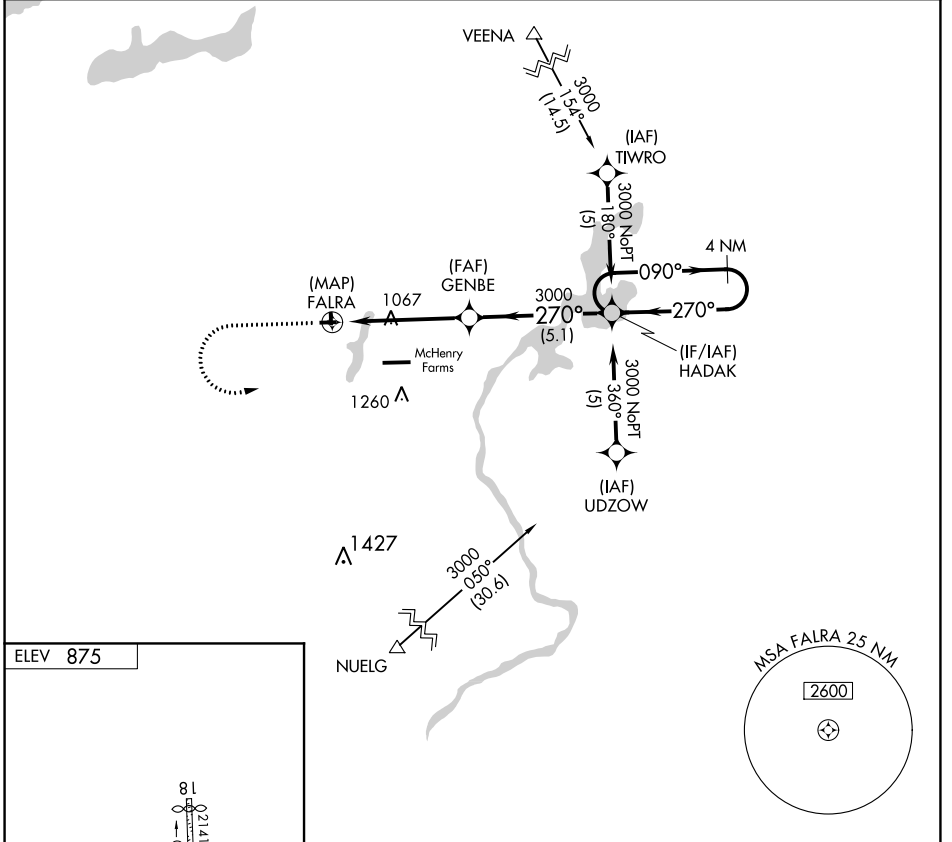 VEENA
3000
154°
(14.5)
(IAF)
TIWRO
3000 NoPT
180°
(5)
4 NM
090°
(FAF)
GENBE
(MAP)
FALRA
1067
3000
270°
(5.1)
270°
McHenry
Farms
(IF/IAF)
HADAK
1260
3000 NoPT
360°
(5)
(IAF)
UDZOW
1427
3000
050°
(30.6)
NUELG
ELEV 875
MSA FALRA 25 NM
2600
18